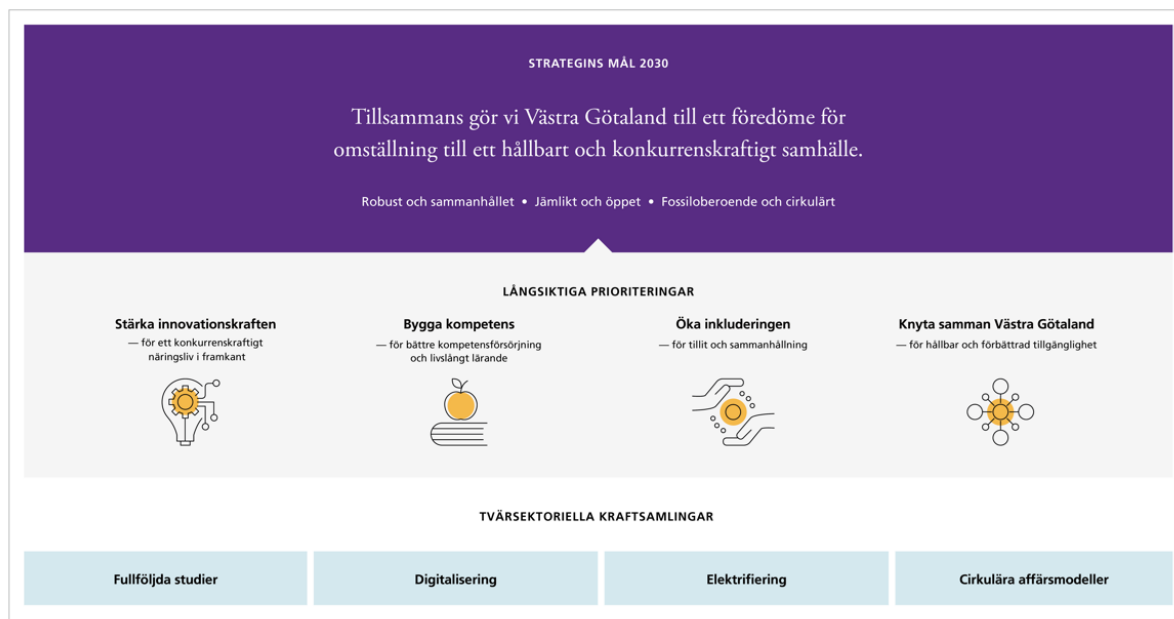 STRATEGINS MÅL 2030
Tillsammans gör vi Västra Götaland till ett föredöme för
omställning till ett hållbart och konkurrenskraftigt samhälle.
Robust och sammanhållet • Jämlikt och öppet • Fossiloberoende och cirkulärt
LÅNGSIKTIGA PRIORITERINGAR
Stärka innovationskraften
— för ett konkurrenskraftigt
näringsliv i framkant
Bygga kompetens
— för bättre kompetensförsörjning
och livslångt lärande
Öka inkluderingen
— för tillit och sammanhållning
Knyta samman Västra Götaland
— för hållbar och förbättrad tillgänglighet
TVÄRSEKTORIELLA KRAFTSAMLINGAR
Fullföljda studier
Digitalisering
Elektrifiering
Cirkulära affärsmodeller